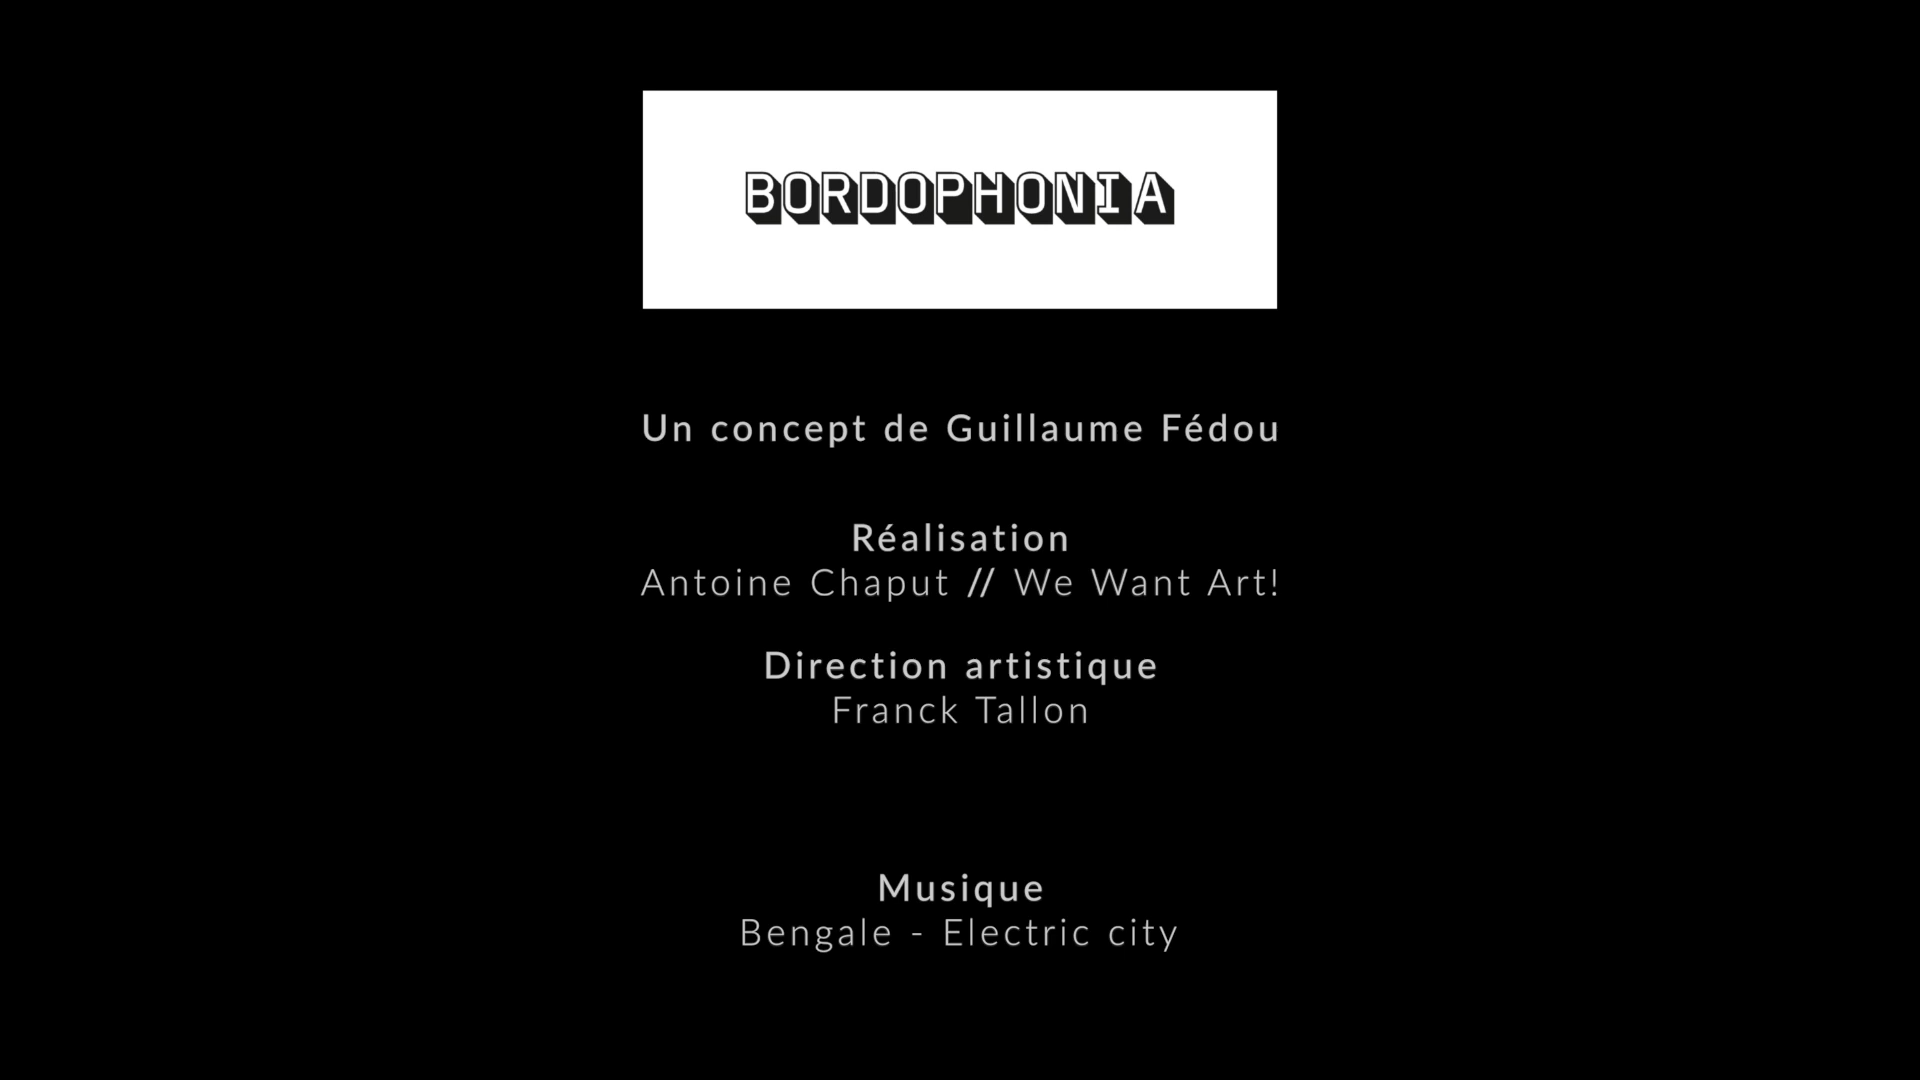 BORDOPHONIA
Un concept de Guillaume Fédou
Réalisation
Antoine Chaput // We Want Art!
Direction artistique
Franck Tallon
Musique
Bengale - Electric city